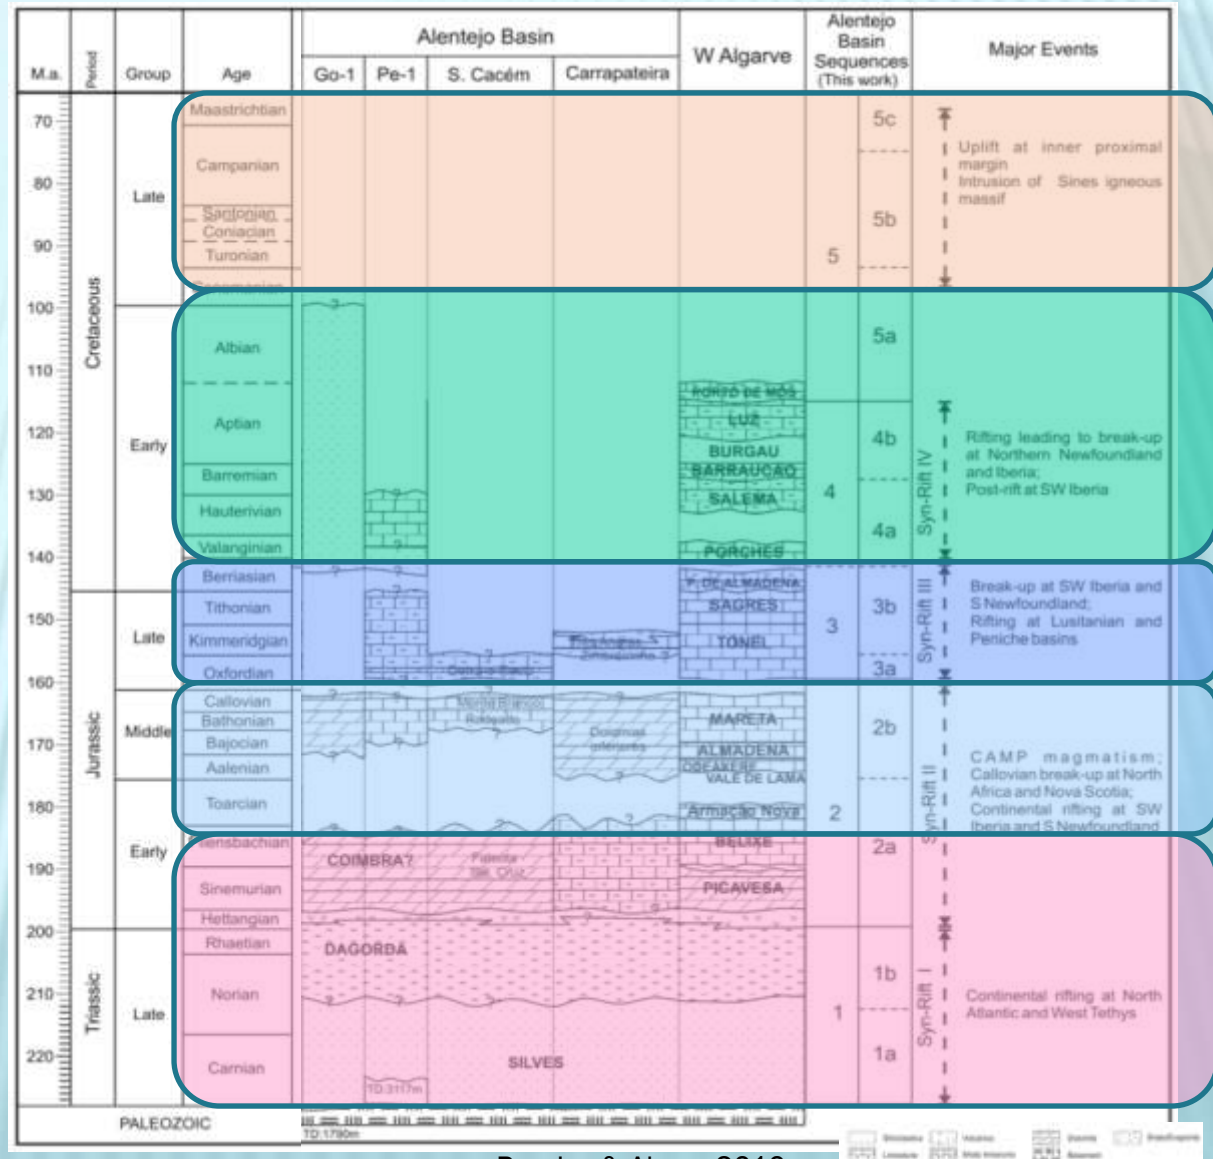 Alentejo Basin
W Algarve
Alentejo
Basin
Sequences
(This work)
Major Events
M.a.
Period
Group
Age
Go-1
Pe-1
S. Cacém
Carrapateira
70
80
90
100
110
120
130
140
150
160
170
180
190
200
210
220
Cretaceous
Jurassic
Triassic
Late
Early
Late
Middle
Early
Late
Maastrichtian
Campanian
Santonian
Coniacian
Turonian
Albian
Aptian
Barremian
Hauterivian
Valanginian
Berriasian
Tithonian
Kimmeridgian
Oxfordian
Callovian
Bathonian
Bajocian
Aalenian
Toarcian
Sinemurian
Hettangian
Rhaetian
Norian
Carnian
PALEOZOIC
COIMBRA?
DAGORDA
SILVES
TD:3117m
TD:1790m
PORTO DE MÓS
LUZ
BURGAU
BARRAUCAO
SALEMA
PORCHES
P. DE ALMADENA
SAGRES
TONEL
MARETA
ALMADENA
ODEAXERE
VALE DE LAMA
Armação Nova
BELIXE
PICAVESA
5
5c
5b
5a
4
4b
4a
3
3b
3a
2
2b
2a
1
1b
1a
Syn-Rift IV
Syn-Rift III
Syn-Rift II
Syn-Rift I
Uplift at inner proximal
margin
Intrusion of Sines igneous
massif
Rifting leading to break-up
at Northern Newfoundland
and Iberia;
Post-rift at SW Iberia
Break-up at SW Iberia and
S Newfoundland;
Rifting at Lusitanian and
Peniche basins
CAMP magmatism;
Callovian break-up at North
Africa and Nova Scotia;
Continental rifting at SW
Iberia and S Newfoundland
Continental rifting at North
Atlantic and West Tethys